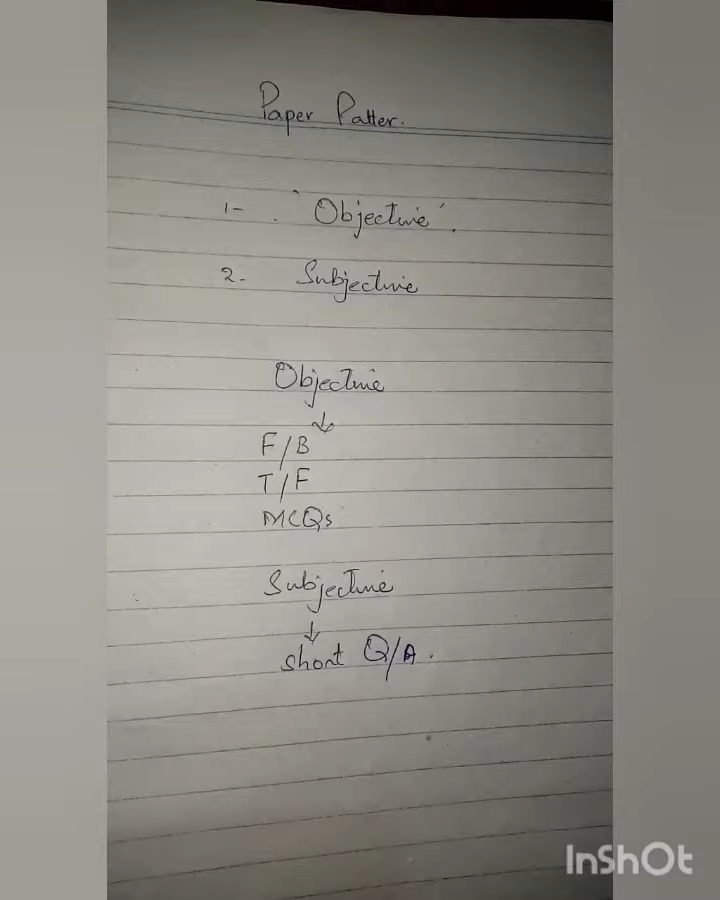 Paper Patter.
1- . ‘Objective’.
2- Subjective
Objective
↓
F/B
T/F
MCQs
Subjective
↓
short Q/A.
InShOt